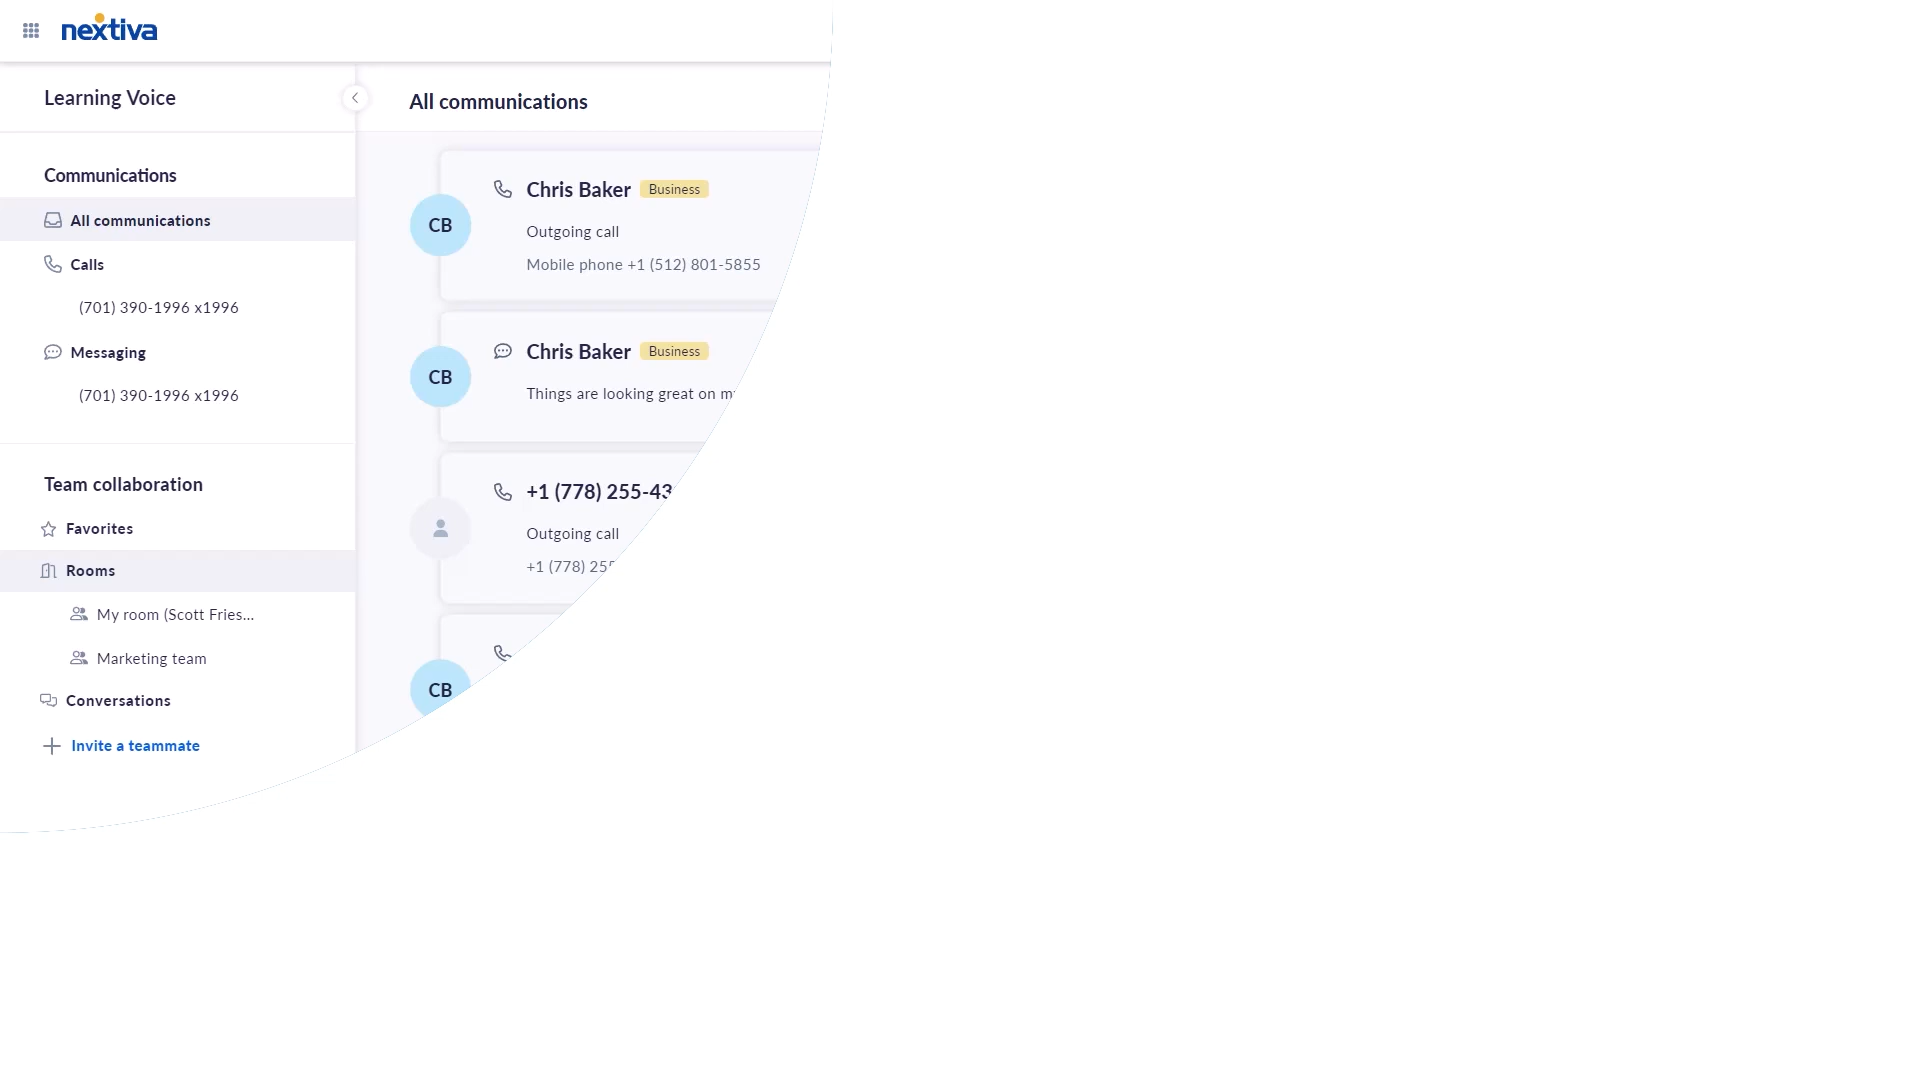 nextiva
Learning Voice
Communications
All communications
Calls
(701) 390-1996 x1996
Messaging
(701) 390-1996 x1996
Team collaboration
Favorites
Rooms
My room (Scott Fries...
Marketing team
Conversations
Invite a teammate
All communications
CB
Chris Baker Business
Outgoing call
Mobile phone +1 (512) 801-5855
CB
Chris Baker Business
Things are looking great on
+1 (778) 255-43
Outgoing call
+1 (778) 255
CB